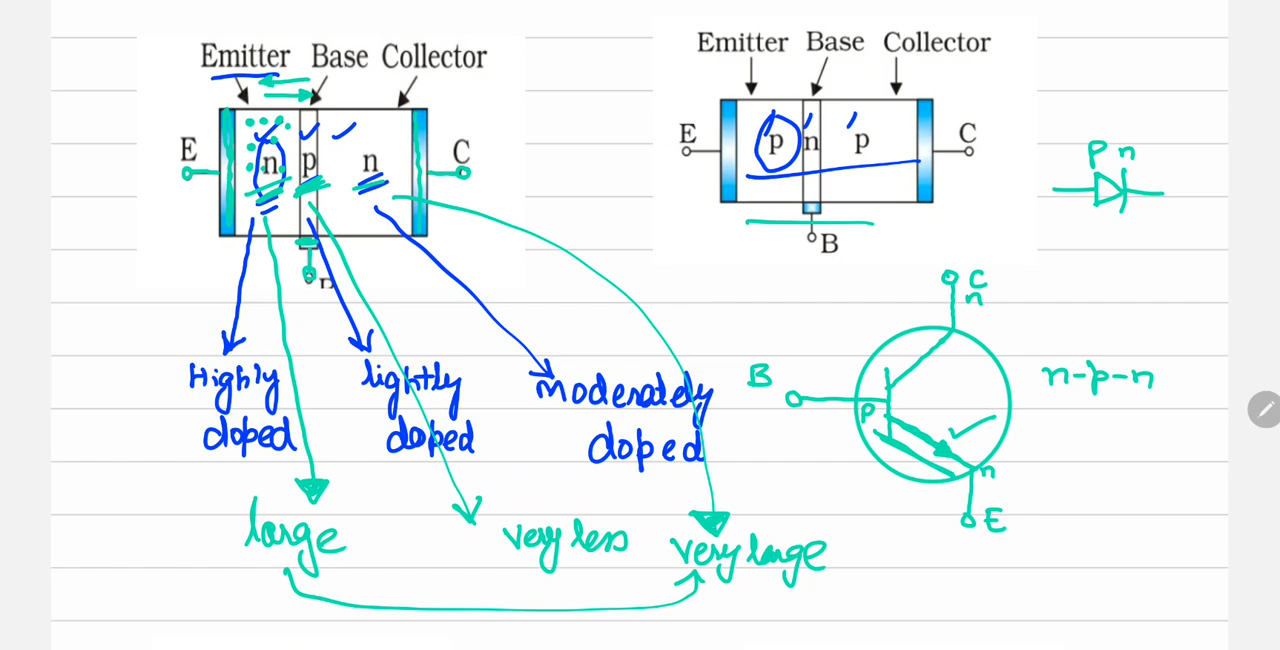 Emitter Base Collector
E n p n C
Emitter Base Collector
E p n p C
B
P n
Highly doped
lightly doped
moderately doped
large
very less
very large
C
n
B
P
n
E
n-p-n